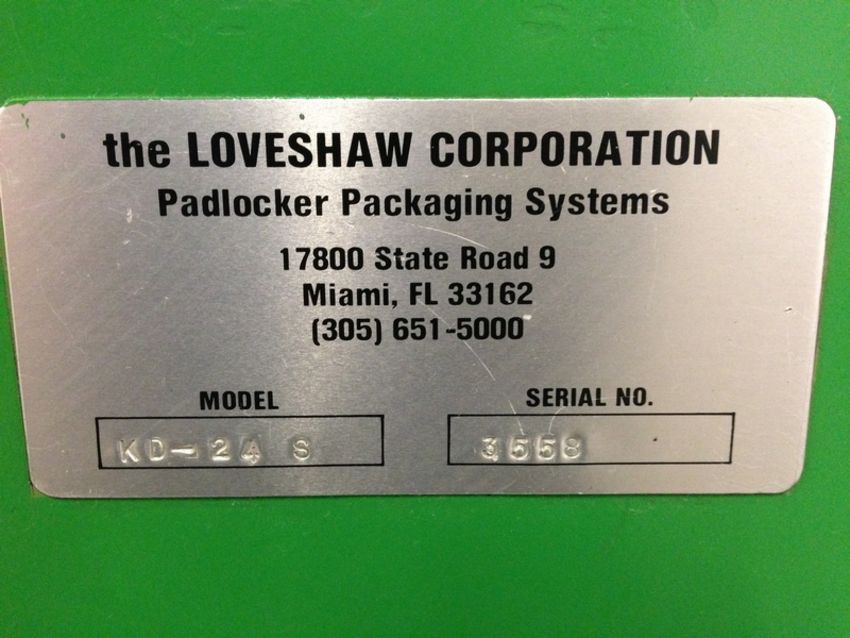 the LOVESHAW CORPORATION
Padlocker Packaging Systems
17800 State Road 9
Miami, FL 33162
(305) 651-5000
MODEL SERIAL NO.
KD-24 S 3558